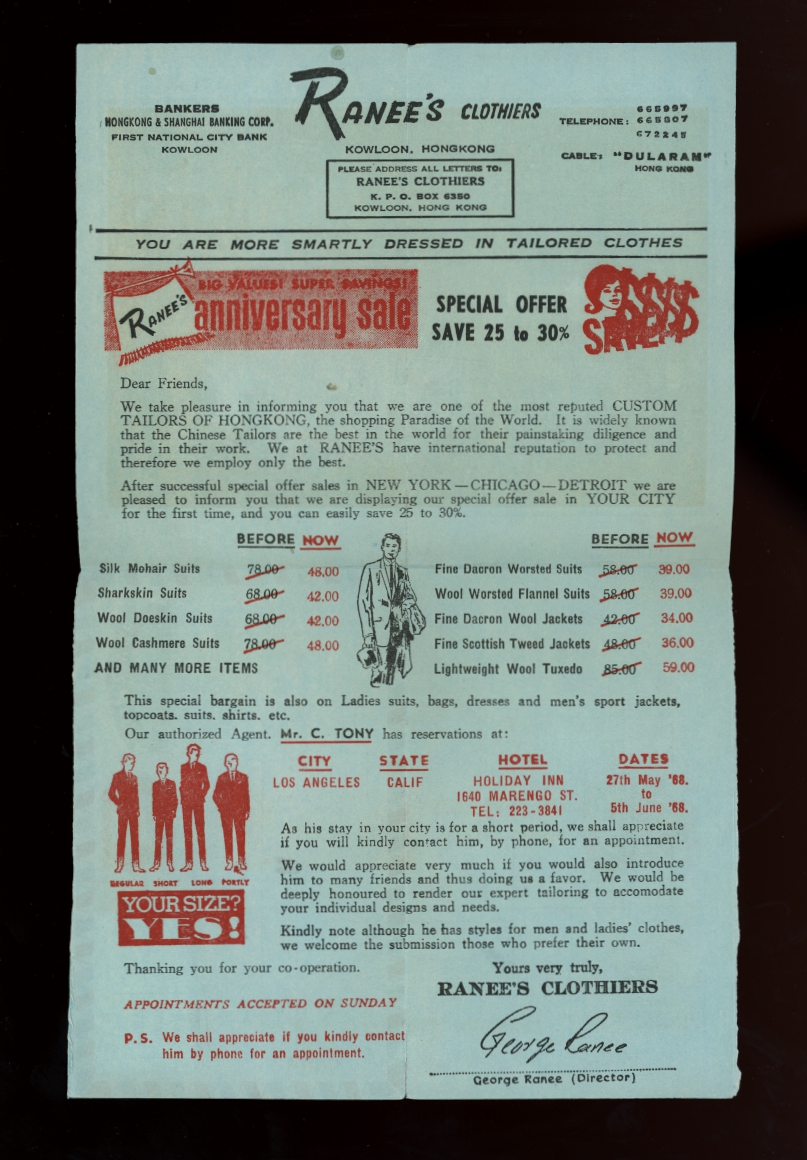 BANKERS
HONGKONG & SHANGHAI BANKING CORP.
FIRST NATIONAL CITY BANK
KOWLOON
RANEE'S CLOTHIERS
KOWLOON, HONGKONG
PLEASE ADDRESS ALL LETTERS TO:
RANEE'S CLOTHIERS
K. P. O. BOX 6350
KOWLOON, HONG KONG
665997
TELEPHONE: 665807
672245
CABLE: "DULARAM"
HONG KONG
YOU ARE MORE SMARTLY DRESSED IN TAILORED CLOTHES
RANEE'S
BIG VALUES! SUPER SAVINGS!
anniversary sale
SPECIAL OFFER
SAVE 25 to 30%
$$$$
SAVE!!
Dear Friends,
We take pleasure in informing you that we are one of the most reputed CUSTOM
TAILORS OF HONGKONG, the shopping Paradise of the World. It is widely known
that the Chinese Tailors are the best in the world for their painstaking diligence and
pride in their work. We at RANEE'S have international reputation to protect and
therefore we employ only the best.
After successful special offer sales in NEW YORK—CHICAGO—DETROIT we are
pleased to inform you that we are displaying our special offer sale in YOUR CITY
for the first time, and you can easily save 25 to 30%.
BEFORE NOW
Silk Mohair Suits 78.00 48.00
Sharkskin Suits 68.00 42.00
Wool Doeskin Suits 68.00 42.00
Wool Cashmere Suits 78.00 48.00
AND MANY MORE ITEMS
BEFORE NOW
Fine Dacron Worsted Suits 58.00 39.00
Wool Worsted Flannel Suits 58.00 39.00
Fine Dacron Wool Jackets 42.00 34.00
Fine Scottish Tweed Jackets 48.00 36.00
Lightweight Wool Tuxedo 85.00 59.00
This special bargain is also on Ladies suits, bags, dresses and men's sport jackets,
topcoats. suits. shirts. etc.
Our authorized Agent. Mr. C. TONY has reservations at:
CITY STATE HOTEL DATES
LOS ANGELES CALIF HOLIDAY INN 27th May '68.
1640 MARENGO ST. to
TEL: 223-3841 5th June '68.
REGULAR SHORT LONG PORTLY
YOUR SIZE?
YES!
As his stay in your city is for a short period, we shall appreciate
if you will kindly contact him, by phone, for an appointment.
We would appreciate very much if you would also introduce
him to many friends and thus doing us a favor. We would be
deeply honoured to render our expert tailoring to accomodate
your individual designs and needs.
Kindly note although he has styles for men and ladies' clothes,
we welcome the submission those who prefer their own.
Thanking you for your co-operation.
APPOINTMENTS ACCEPTED ON SUNDAY
P.S. We shall appreciate if you kindly contact
him by phone for an appointment.
Yours very truly,
RANEE'S CLOTHIERS
George Ranee
George Ranee (Director)